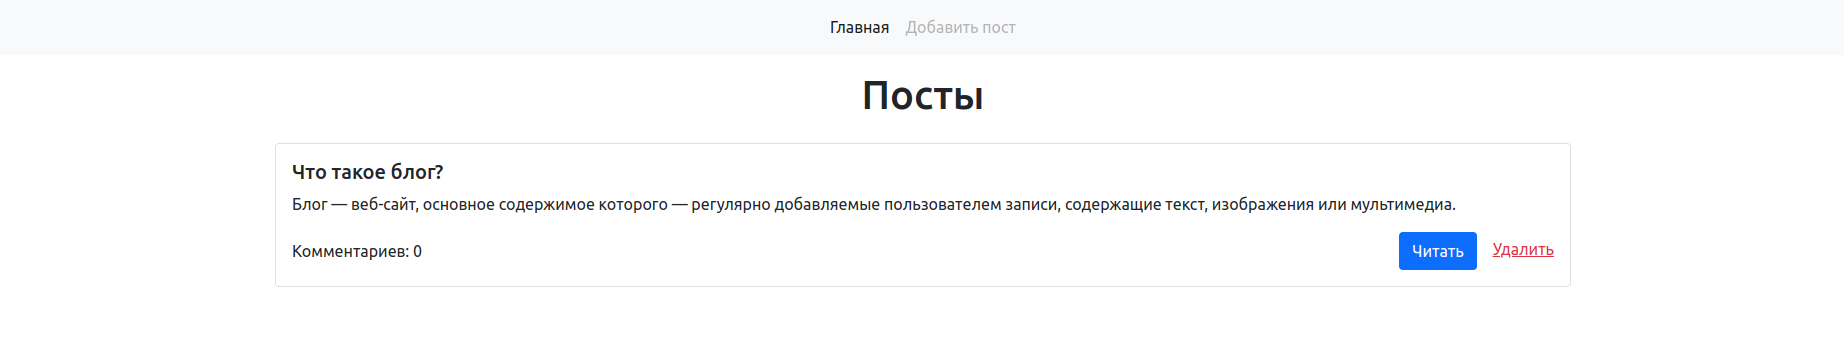 Главная Добавить пост
Посты
Что такое блог?
Блог — веб-сайт, основное содержимое которого — регулярно добавляемые пользователем записи, содержащие текст, изображения или мультимедиа.
Комментариев: 0 Читать Удалить